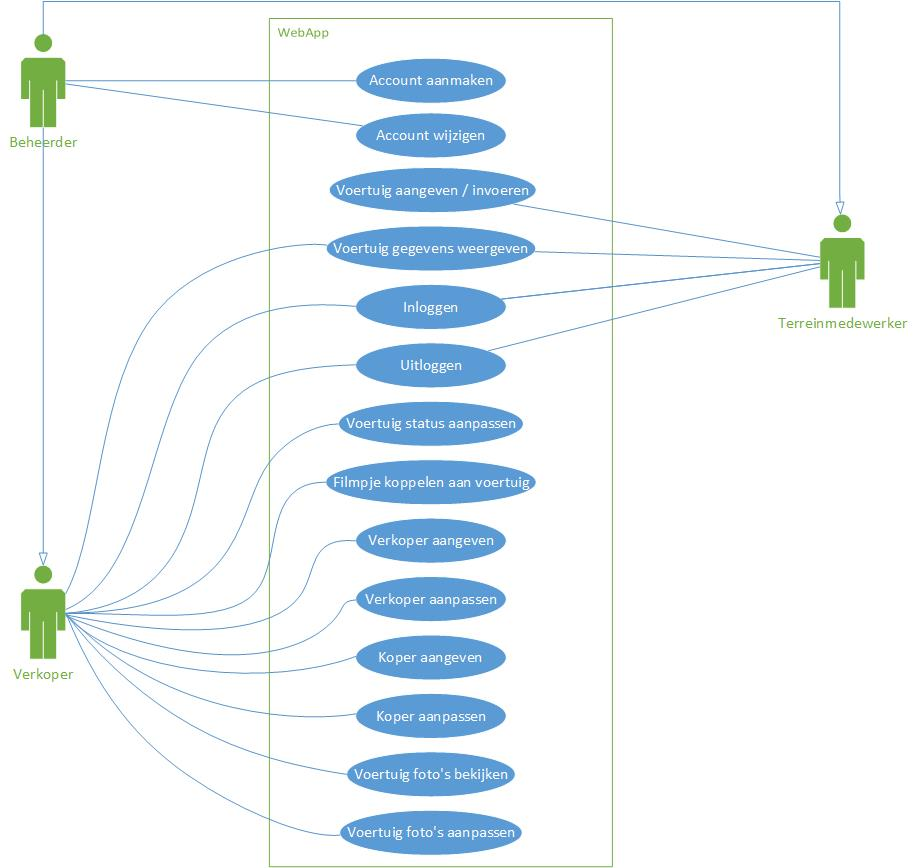 WebApp
Account aanmaken
Beheerder
Account wijzigen
Voertuig aangeven / invoeren
Voertuig gegevens weergeven
Inloggen
Terreinmedewerker
Uitloggen
Voertuig status aanpassen
Filmpje koppelen aan voertuig
Verkoper aangeven
Verkoper aanpassen
Koper aangeven
Verkoper
Koper aanpassen
Voertuig foto's bekijken
Voertuig foto's aanpassen